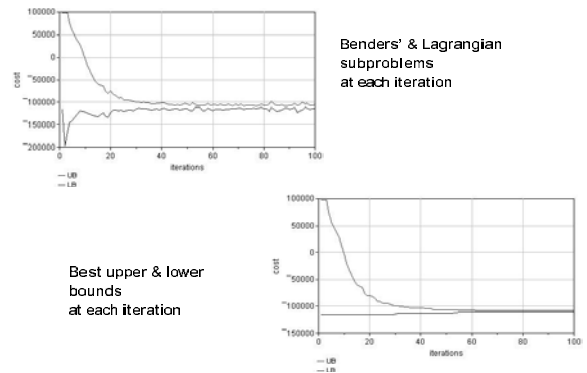 100000
50000
0
‾50000
‾100000
‾150000
‾200000
cost
0 20 40 60 80 100
iterations
— UB
— LB
Benders' & Lagrangian
subproblems
at each iteration
Best upper & lower
bounds
at each iteration
100000
50000
0
‾50000
‾100000
‾150000
cost
0 20 40 60 80 100
iterations
— UB
— LB